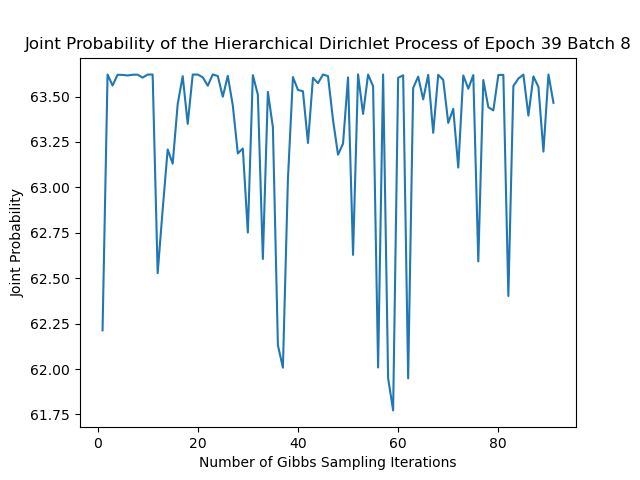 Joint Probability of the Hierarchical Dirichlet Process of Epoch 39 Batch 8
63.50
63.25
63.00
62.75
62.50
62.25
62.00
61.75
Joint Probability
0 20 40 60 80
Number of Gibbs Sampling Iterations